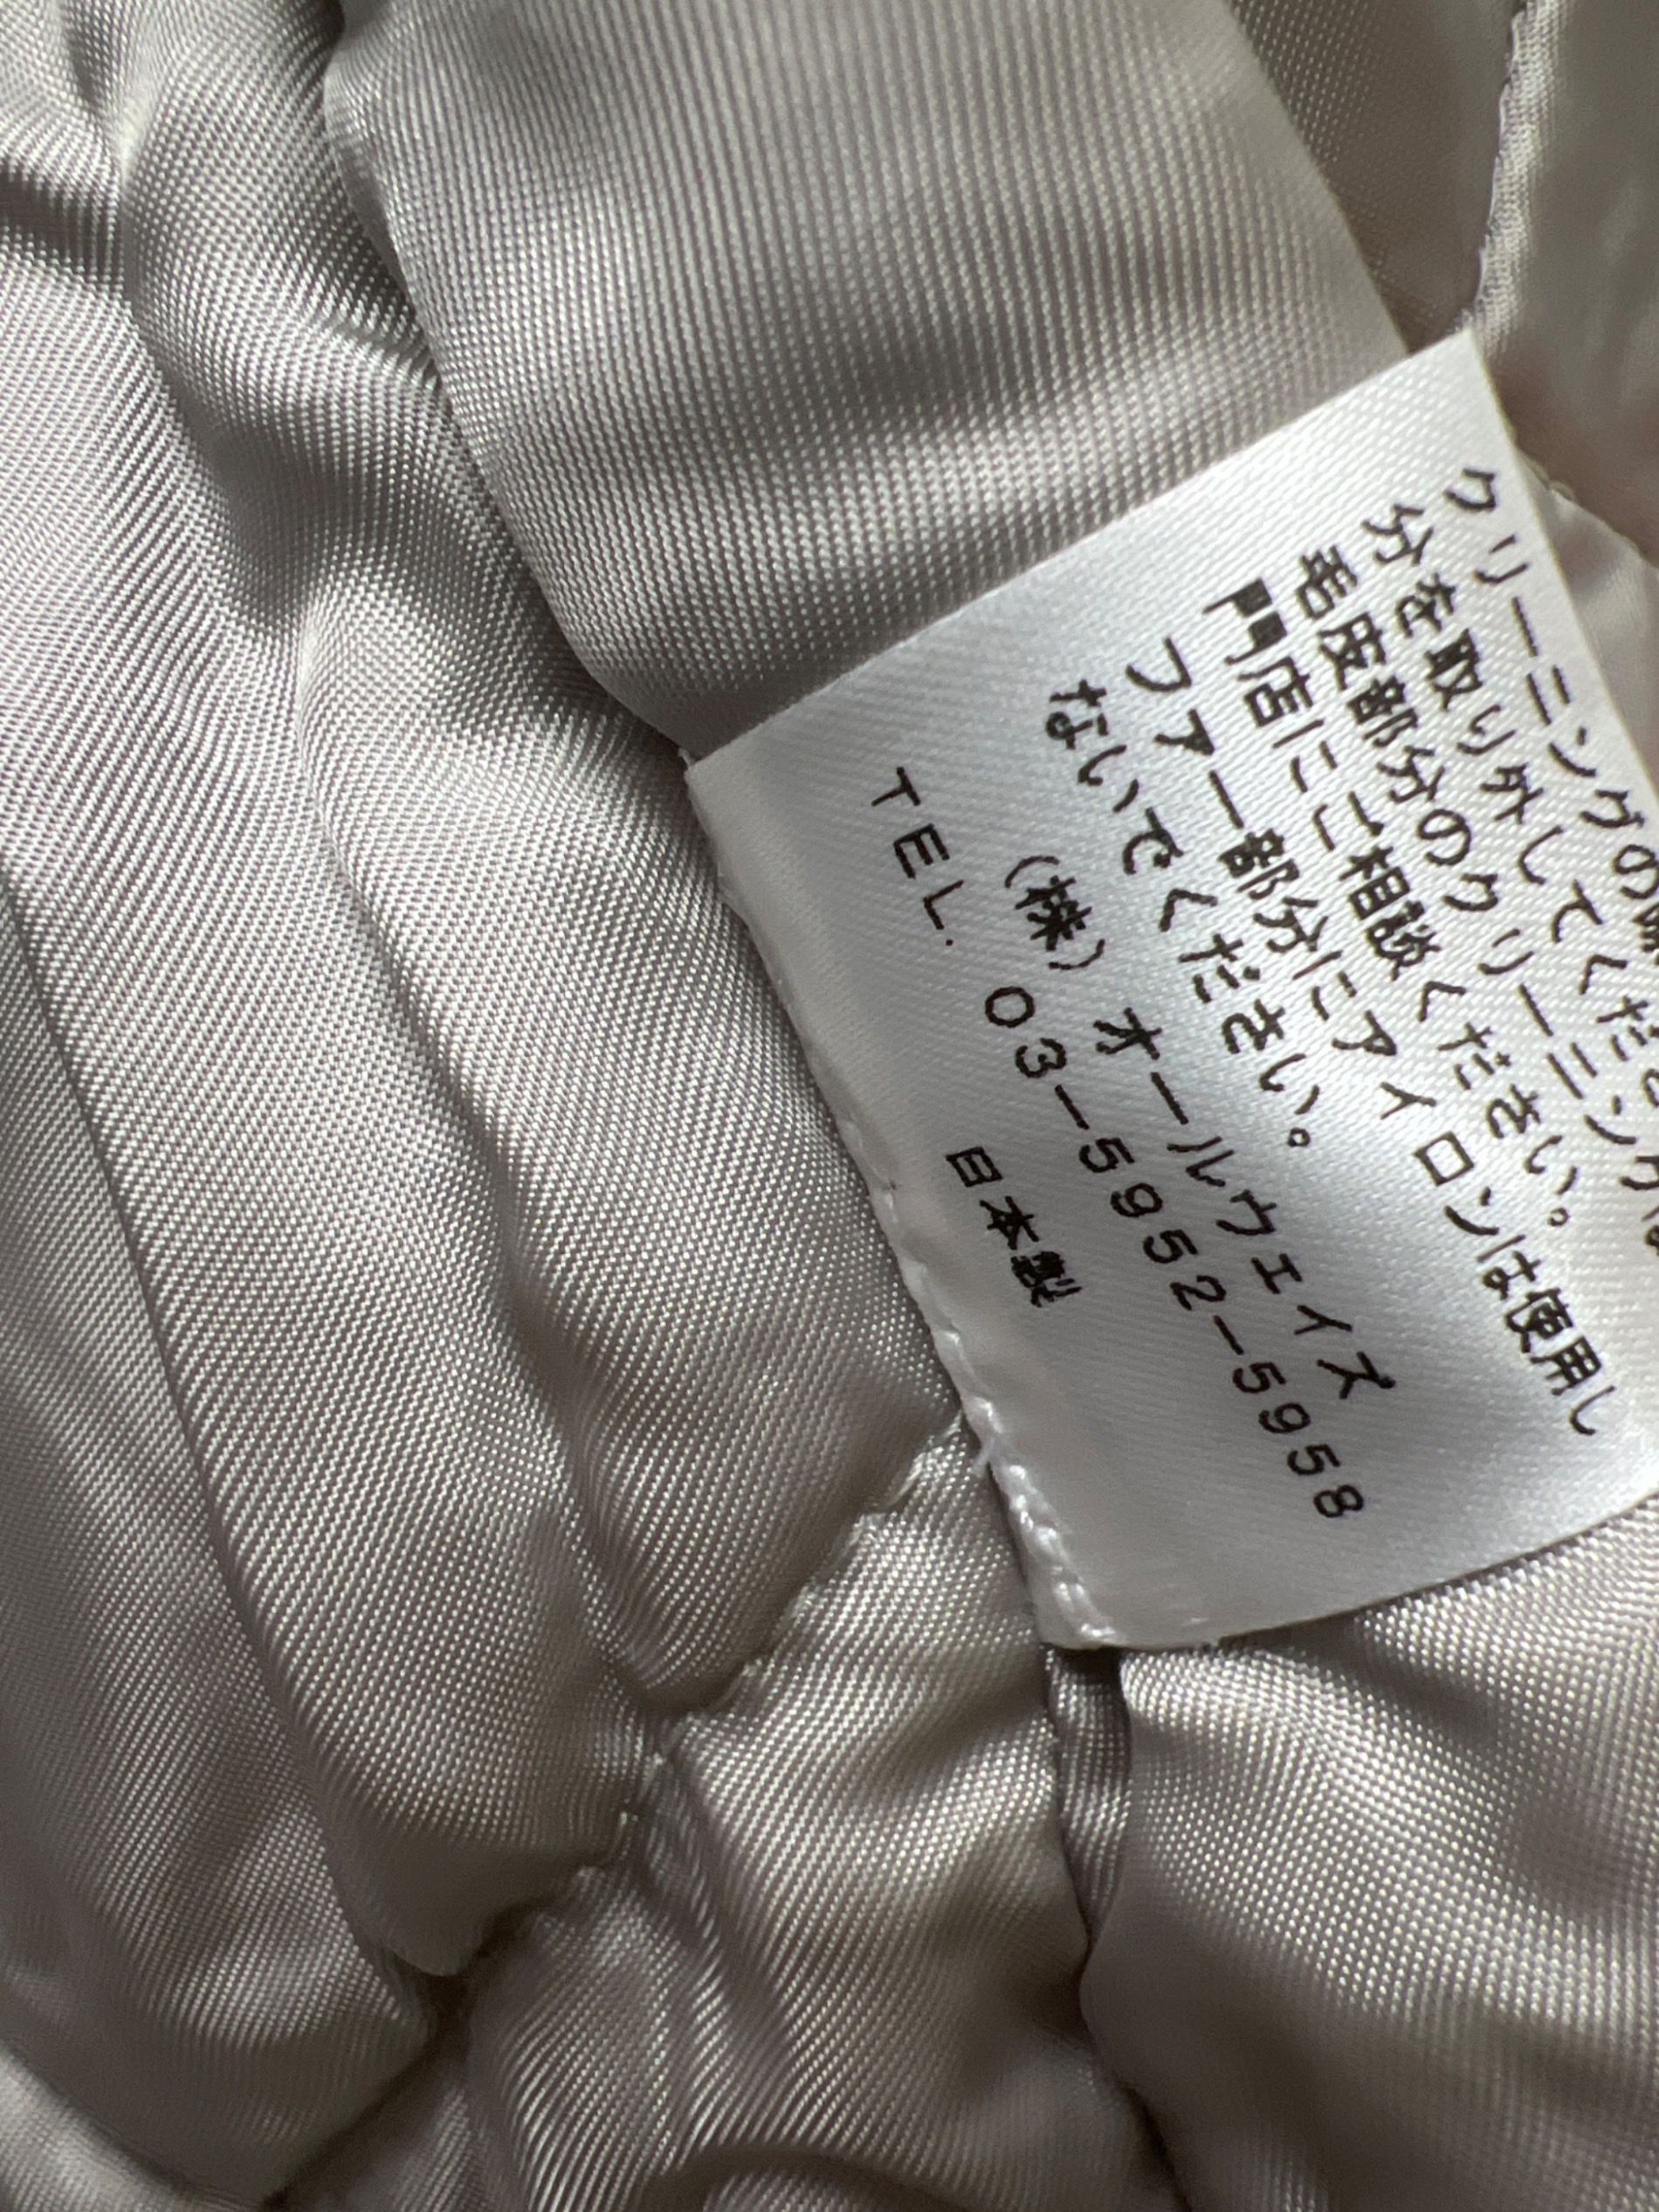 クリーニングの際
分を取り外してくださ
毛皮部分のクリーニングは
門店にご相談ください。
ファー部分にアイロンは使用し
ないでください。
（株）オールウェイズ
TEL. 03-5952-5958
日本製